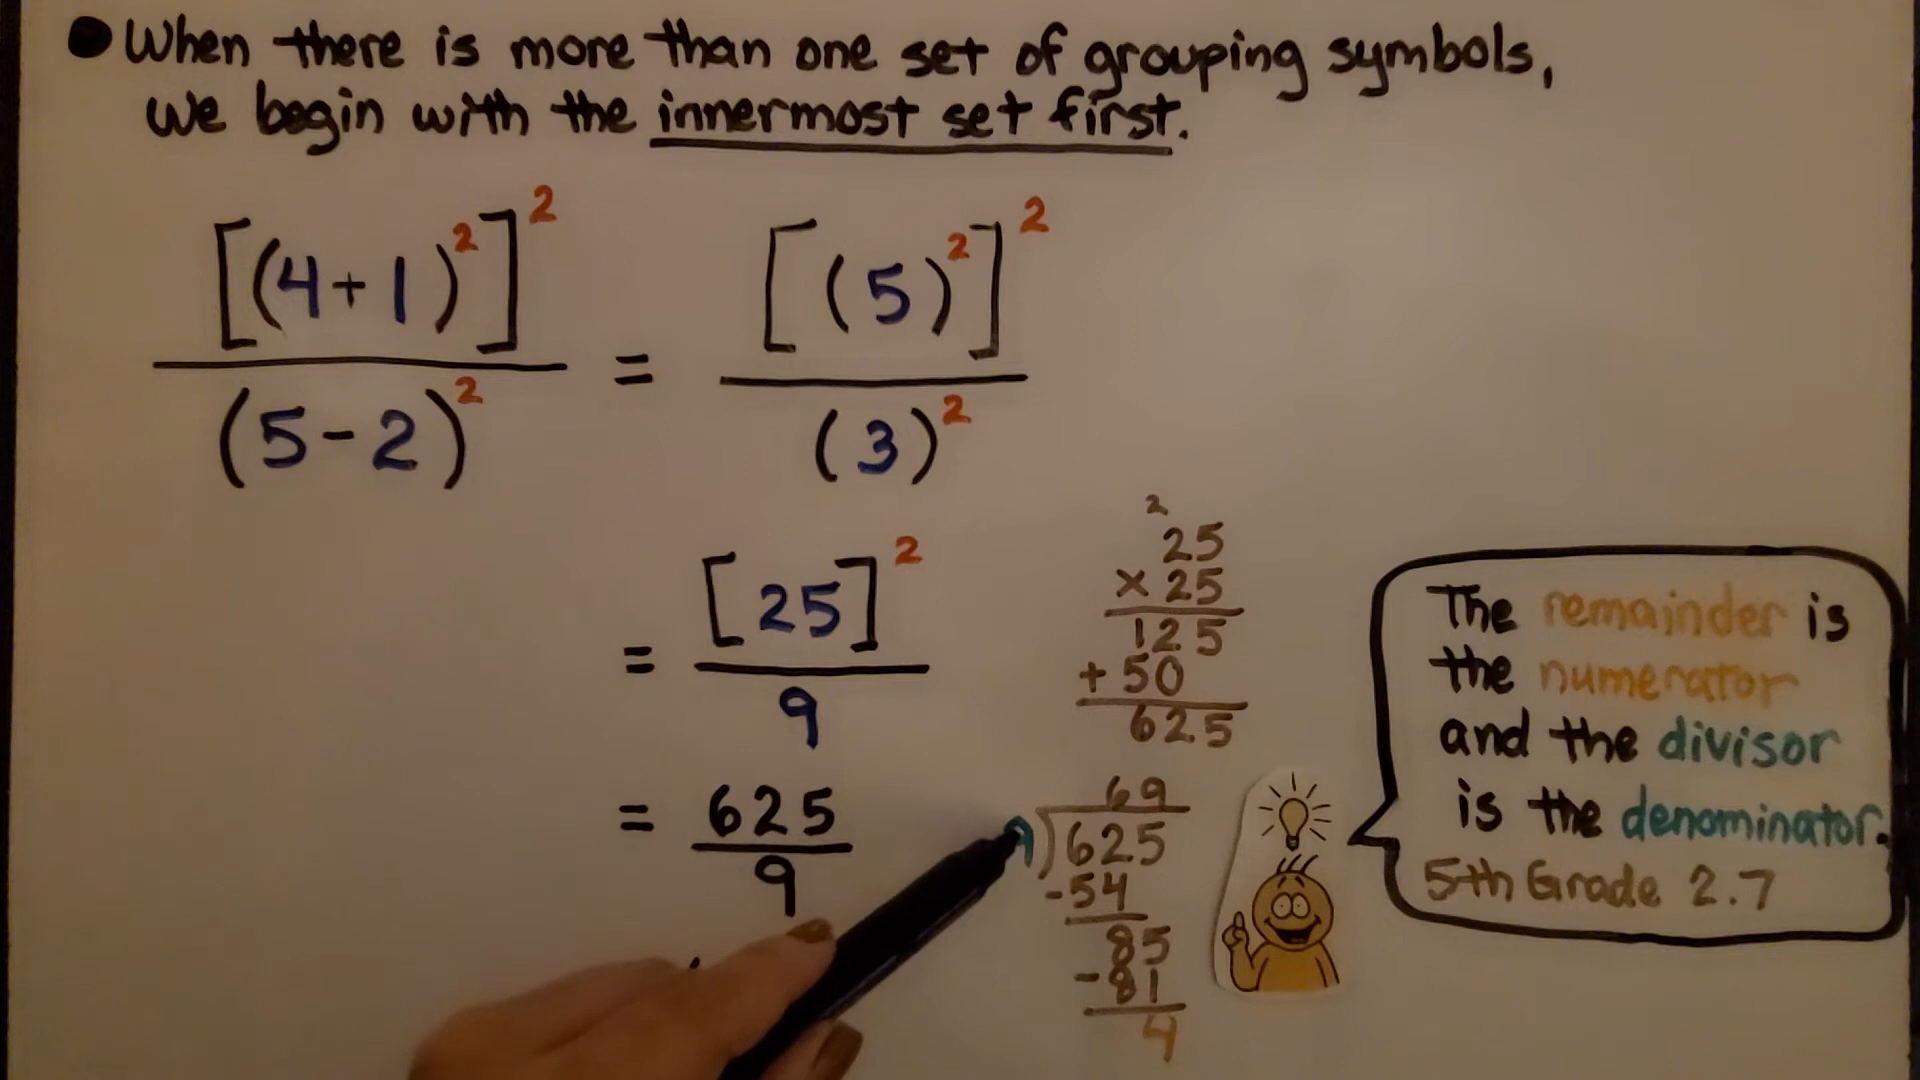 ● When there is more than one set of grouping symbols,
we begin with the innermost set first.
[(4+1)²]² / (5-2)² = [(5)²]² / (3)²
= [25]² / 9
2
25
× 25
125
+ 50
625
= 625 / 9
69
9)625
-54
85
-81
4
The remainder is
the numerator
and the divisor
is the denominator.
5th Grade 2.7